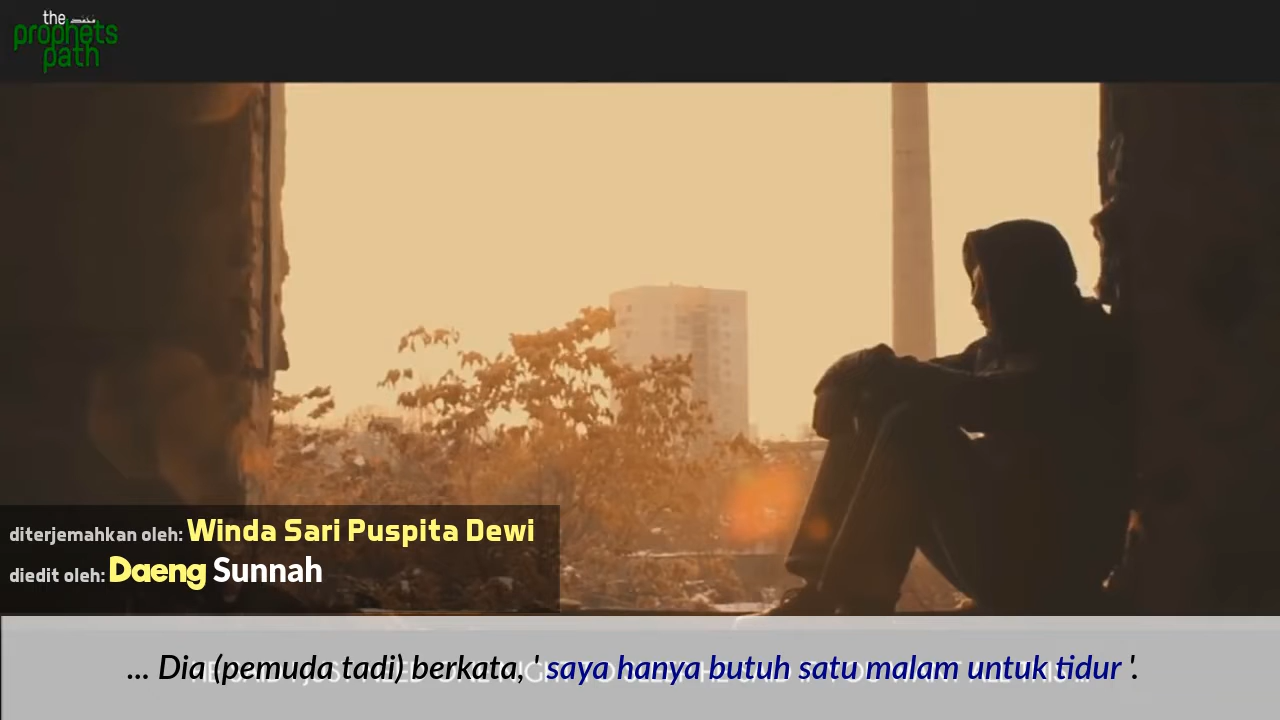 the
prophets
path
diterjemahkan oleh: Winda Sari Puspita Dewi
diedit oleh: Daeng Sunnah
... Dia (pemuda tadi) berkata, ' saya hanya butuh satu malam untuk tidur '.